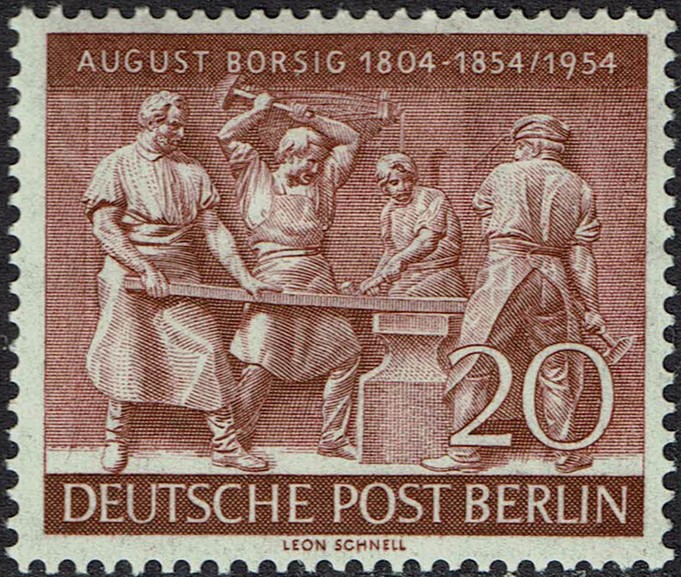 AUGUST BORSIG 1804-1854/1954
20
DEUTSCHE POST BERLIN
LEON SCHNELL